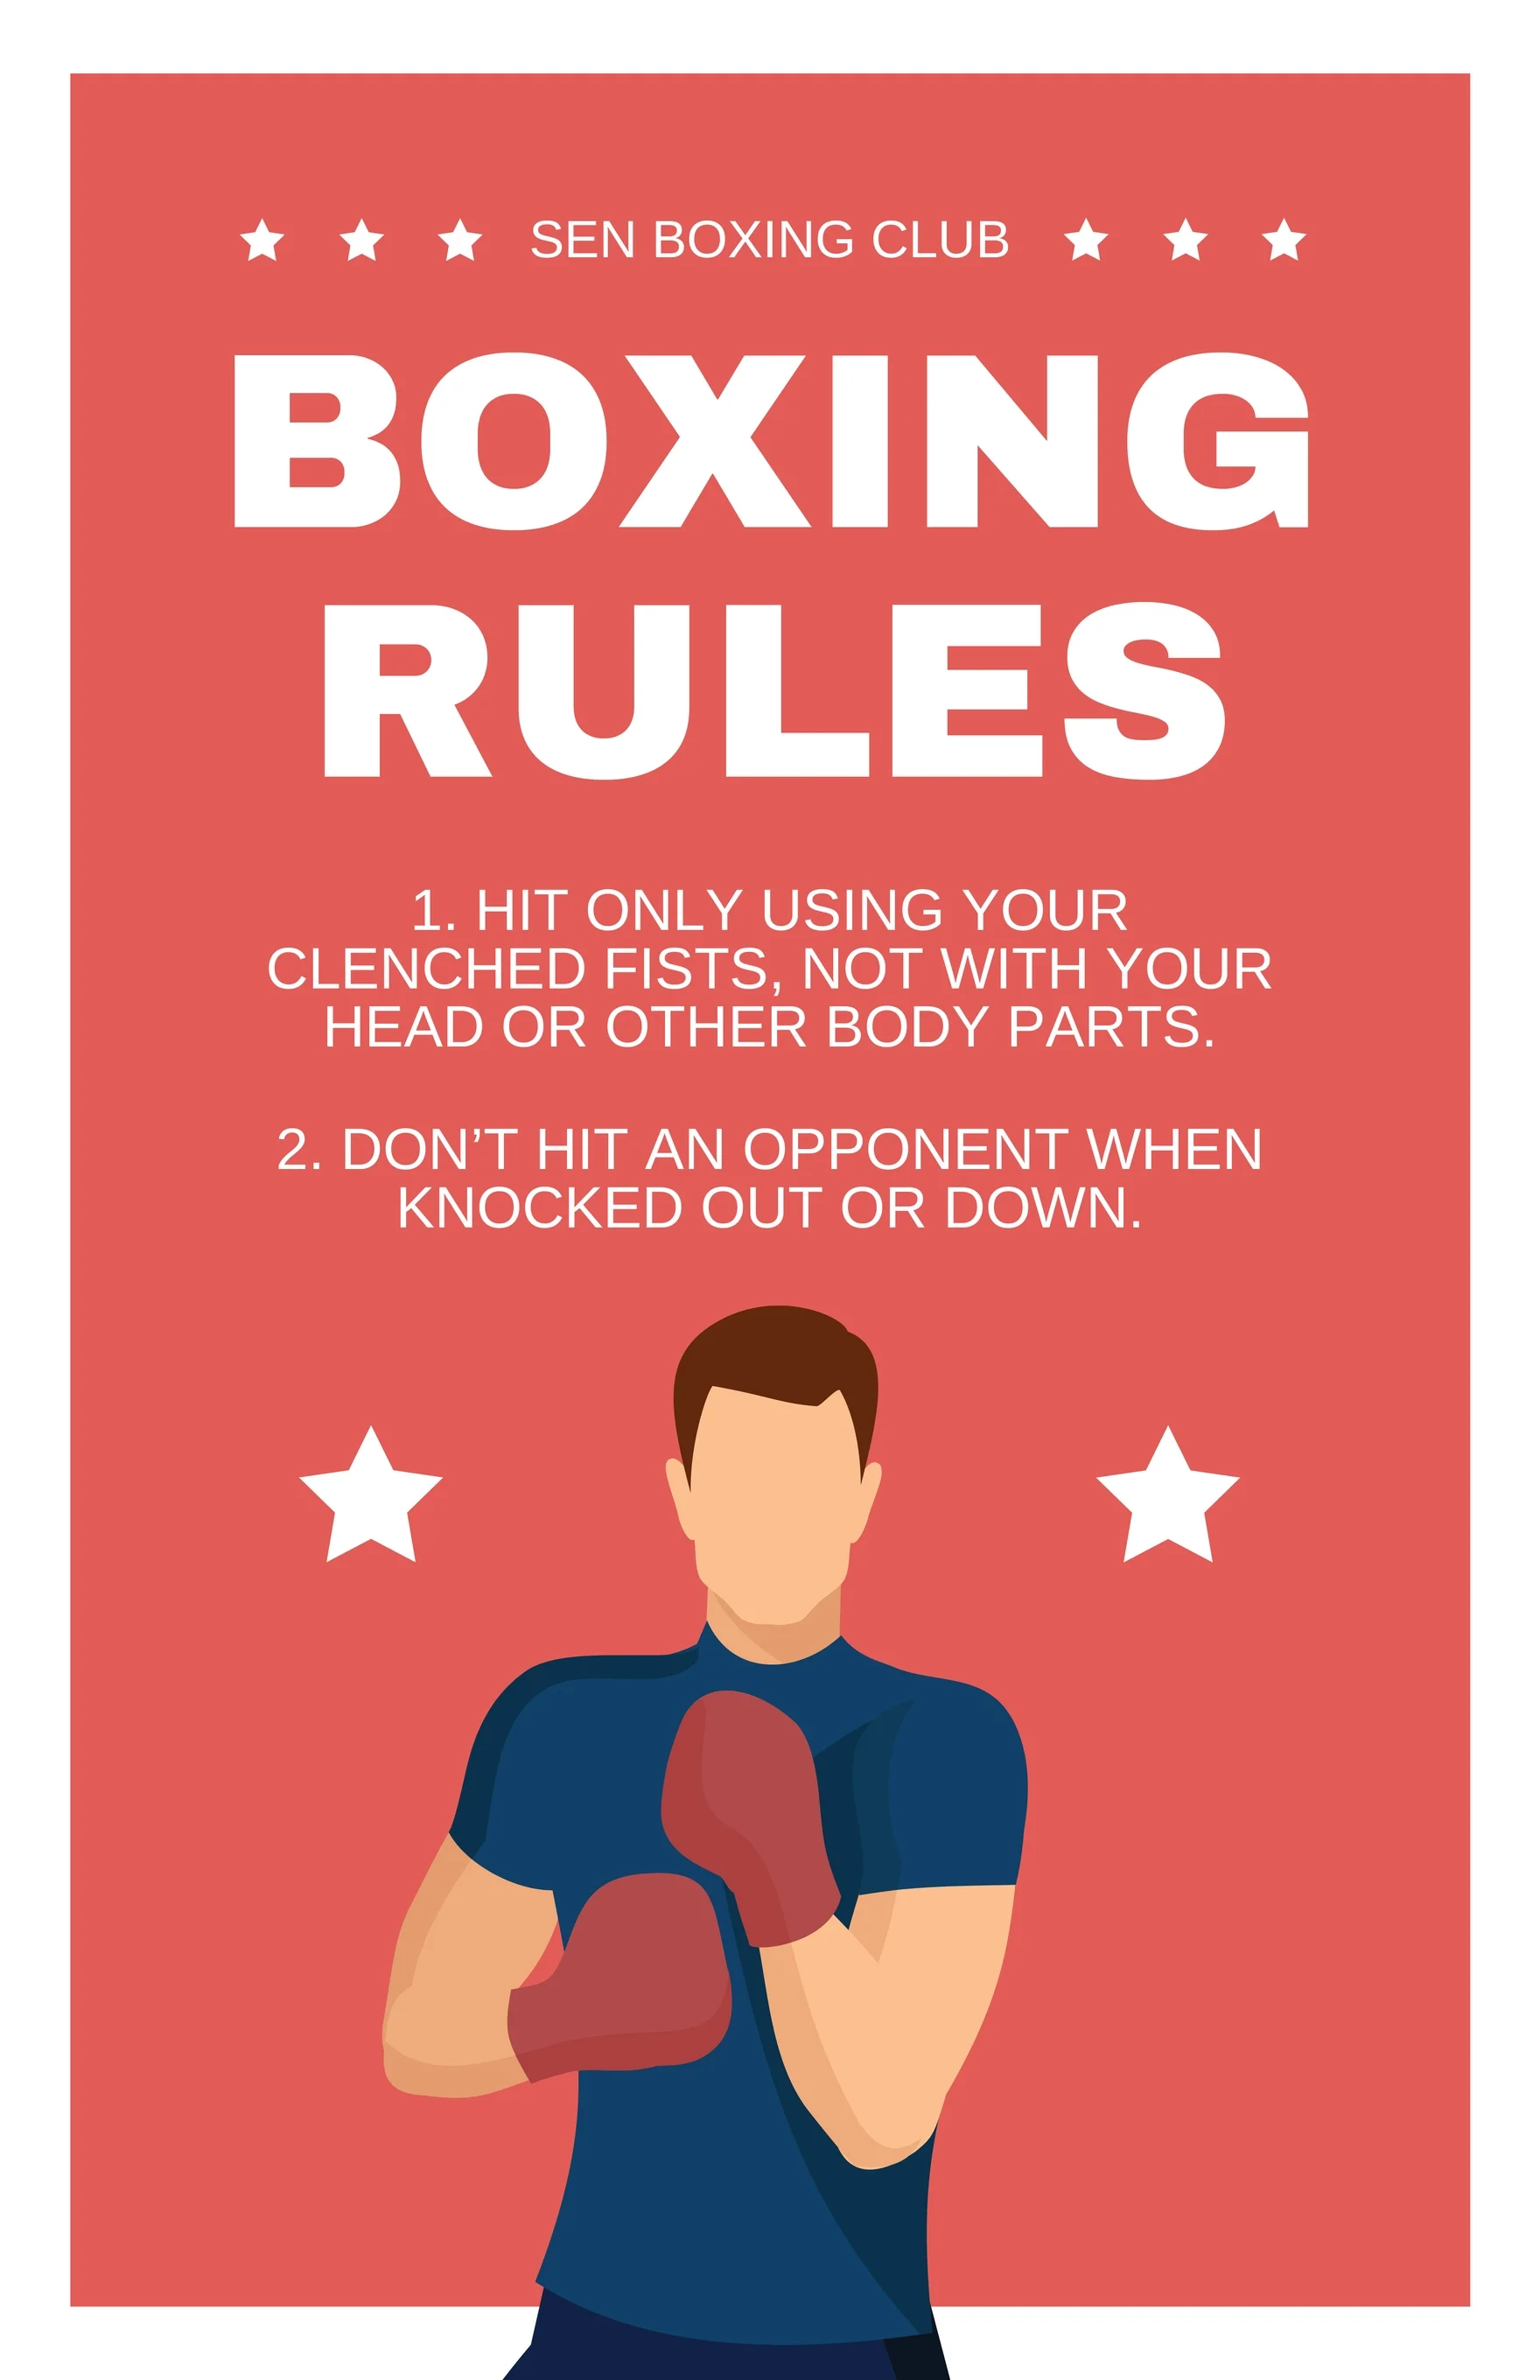 SEN BOXING CLUB
BOXING
RULES
1. HIT ONLY USING YOUR
CLENCHED FISTS, NOT WITH YOUR
HEAD OR OTHER BODY PARTS.
2. DON’T HIT AN OPPONENT WHEN
KNOCKED OUT OR DOWN.